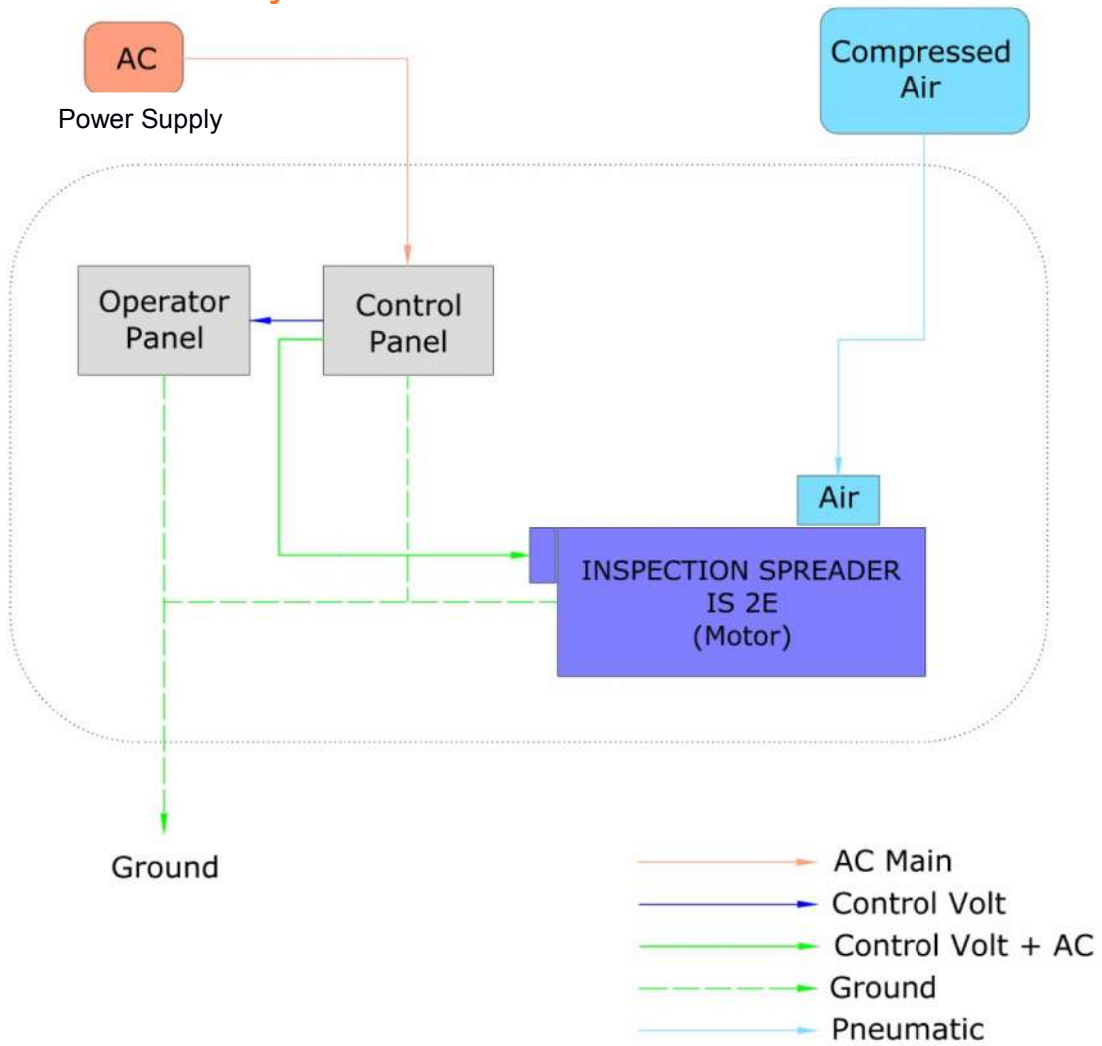 AC
Power Supply
Compressed
Air
Operator
Panel
Control
Panel
Air
INSPECTION SPREADER
IS 2E
(Motor)
Ground
AC Main
Control Volt
Control Volt + AC
Ground
Pneumatic